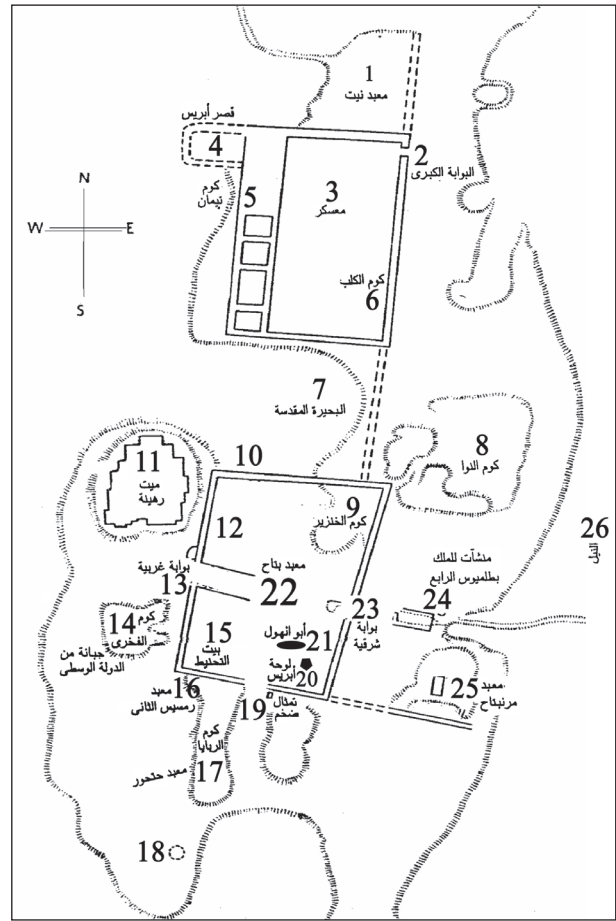 1
معبد نيت
قصر أبريس
4
2
البوابة الكبرى
3
معسكر
كوم
تيمان
5
N
W
E
S
كوم الكلب
6
7
البحيرة المقدسة
8
كوم النوا
10
11
ميت
رهينة
9
كوم الخنزير
12
26
النيل
منشآت للملك
بطلميوس الرابع
24
معبد بتاح
22
بوابة غربية
13
23
بوابة
شرقية
14
كوم
الفخرى
جبانة من
الدولة الوسطى
15
بيت
التحنيط
أبو الهول
21
لوحة
أبريس
20
25
معبد
مرنبتاح
16
معبد
رمسيس الثانى
19
تمثال
ضخم
كوم
الربايا
17
معبد حتحور
18